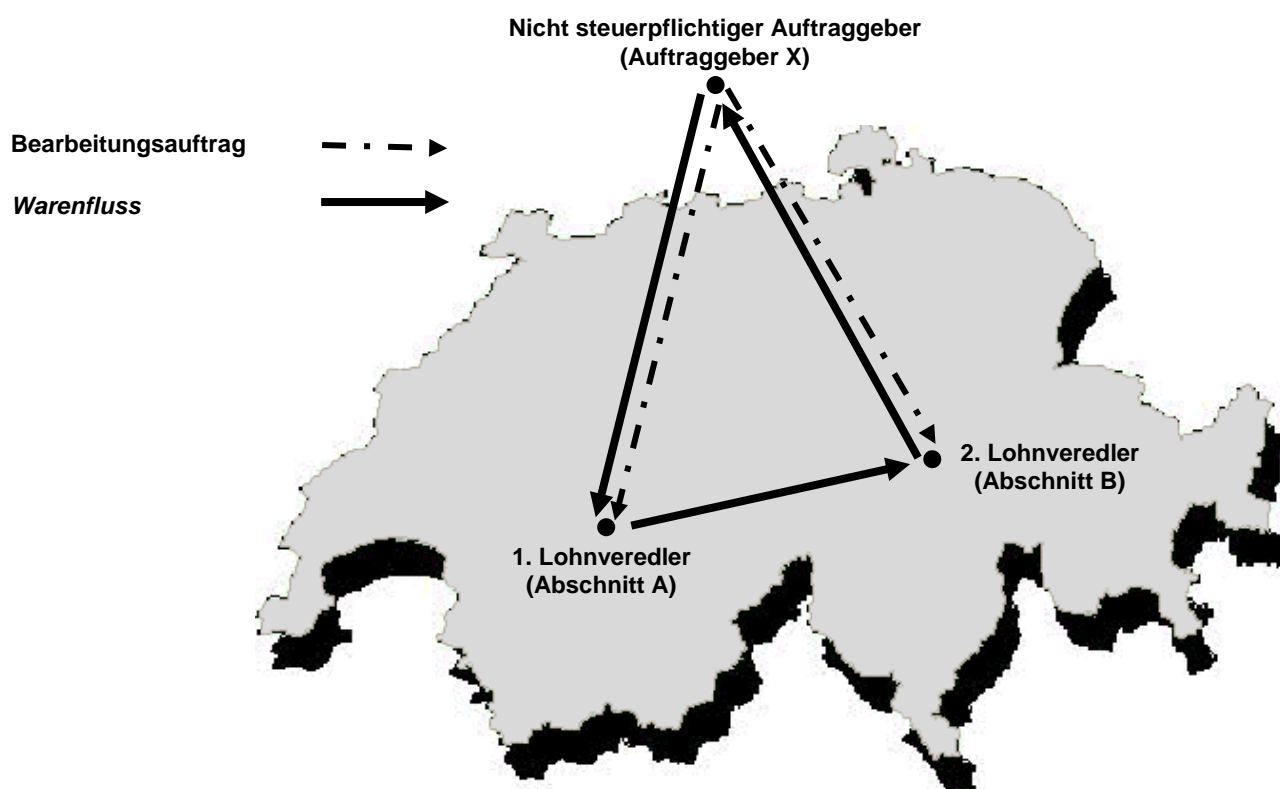 Nicht steuerpflichtiger Auftraggeber
(Auftraggeber X)
Bearbeitungsauftrag
Warenfluss
2. Lohnveredler
(Abschnitt B)
1. Lohnveredler
(Abschnitt A)